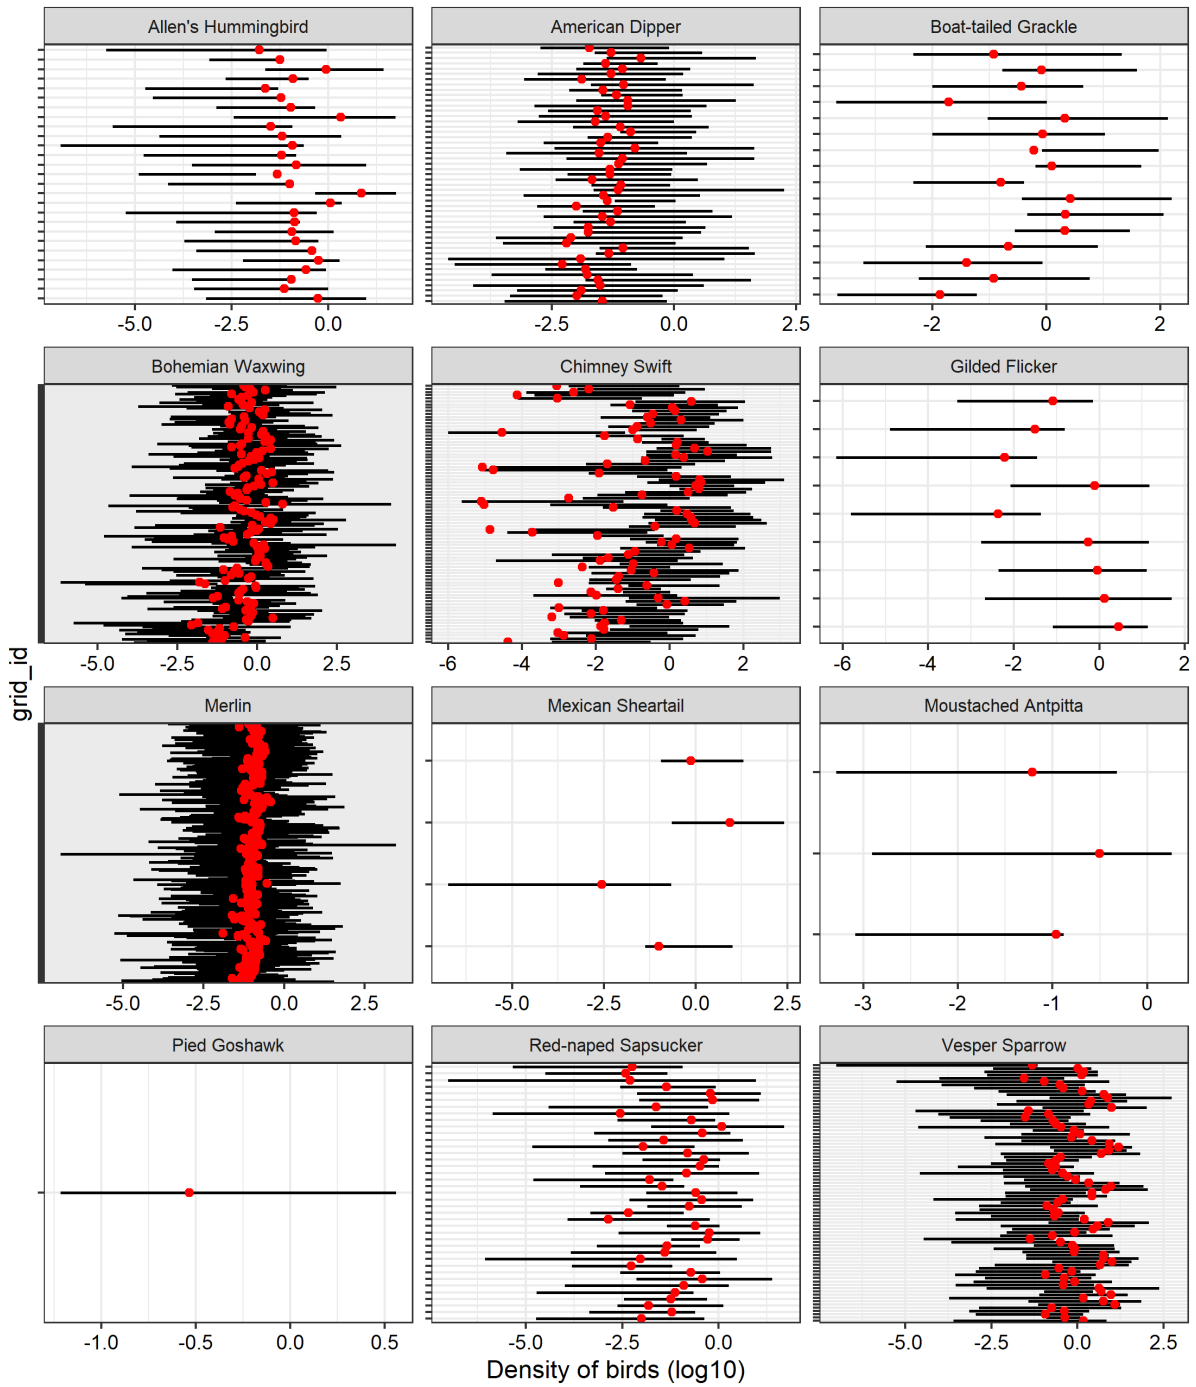 Allen's Hummingbird American Dipper Boat-tailed Grackle
-5.0 -2.5 0.0 -2.5 0.0 2.5 -2 0 2
Bohemian Waxwing Chimney Swift Gilded Flicker
-5.0 -2.5 0.0 2.5 -6 -4 -2 0 2 -6 -4 -2 0 2
grid_id
Merlin Mexican Sheartail Moustached Antpitta
-5.0 -2.5 0.0 2.5 -5.0 -2.5 0.0 2.5 -3 -2 -1 0
Pied Goshawk Red-naped Sapsucker Vesper Sparrow
-1.0 -0.5 0.0 0.5 -5.0 -2.5 0.0 -5.0 -2.5 0.0 2.5
Density of birds (log10)